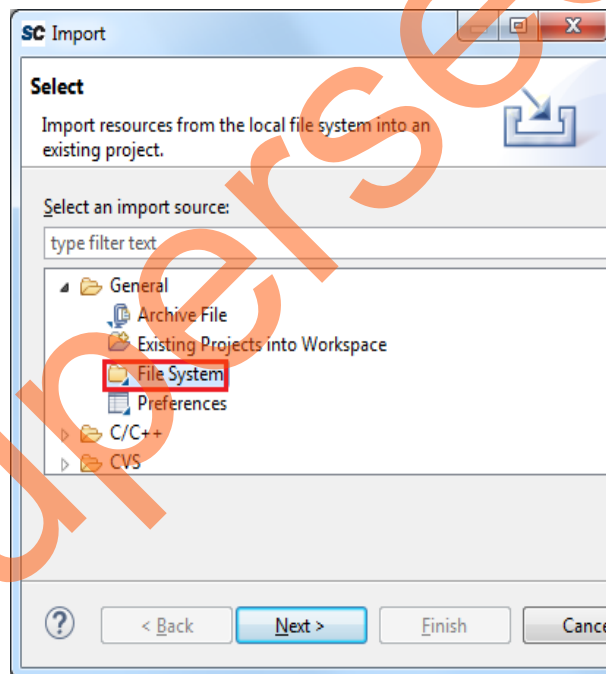 SC Import
Select
Import resources from the local file system into an
existing project.
Select an import source:
type filter text
General
Archive File
Existing Projects into Workspace
File System
Preferences
C/C++
CVS
< Back
Next >
Finish
Cance
perse